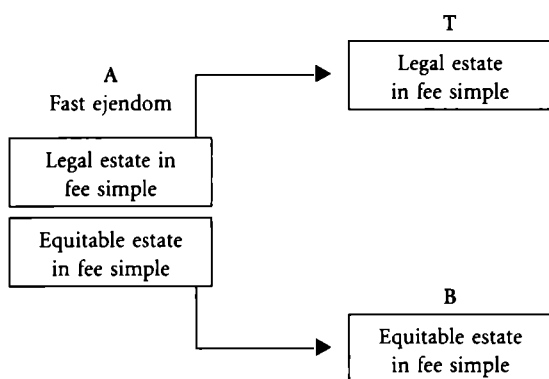 A
Fast ejendom
Legal estate in
fee simple
Equitable estate
in fee simple
T
Legal estate
in fee simple
B
Equitable estate
in fee simple